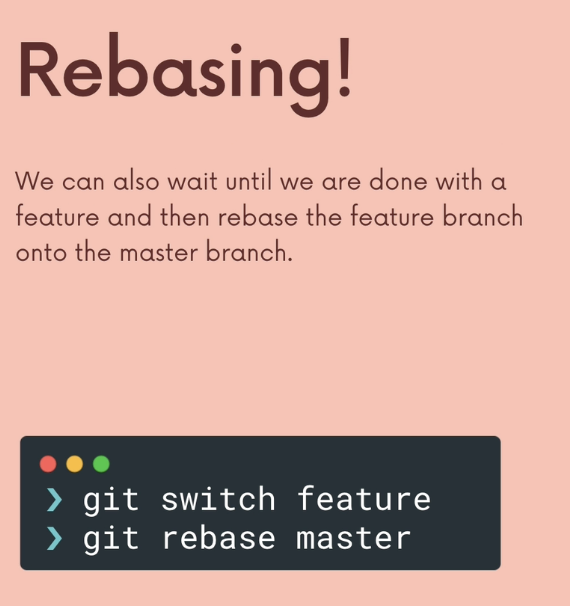 Rebasing!
We can also wait until we are done with a
feature and then rebase the feature branch
onto the master branch.
❯ git switch feature
❯ git rebase master